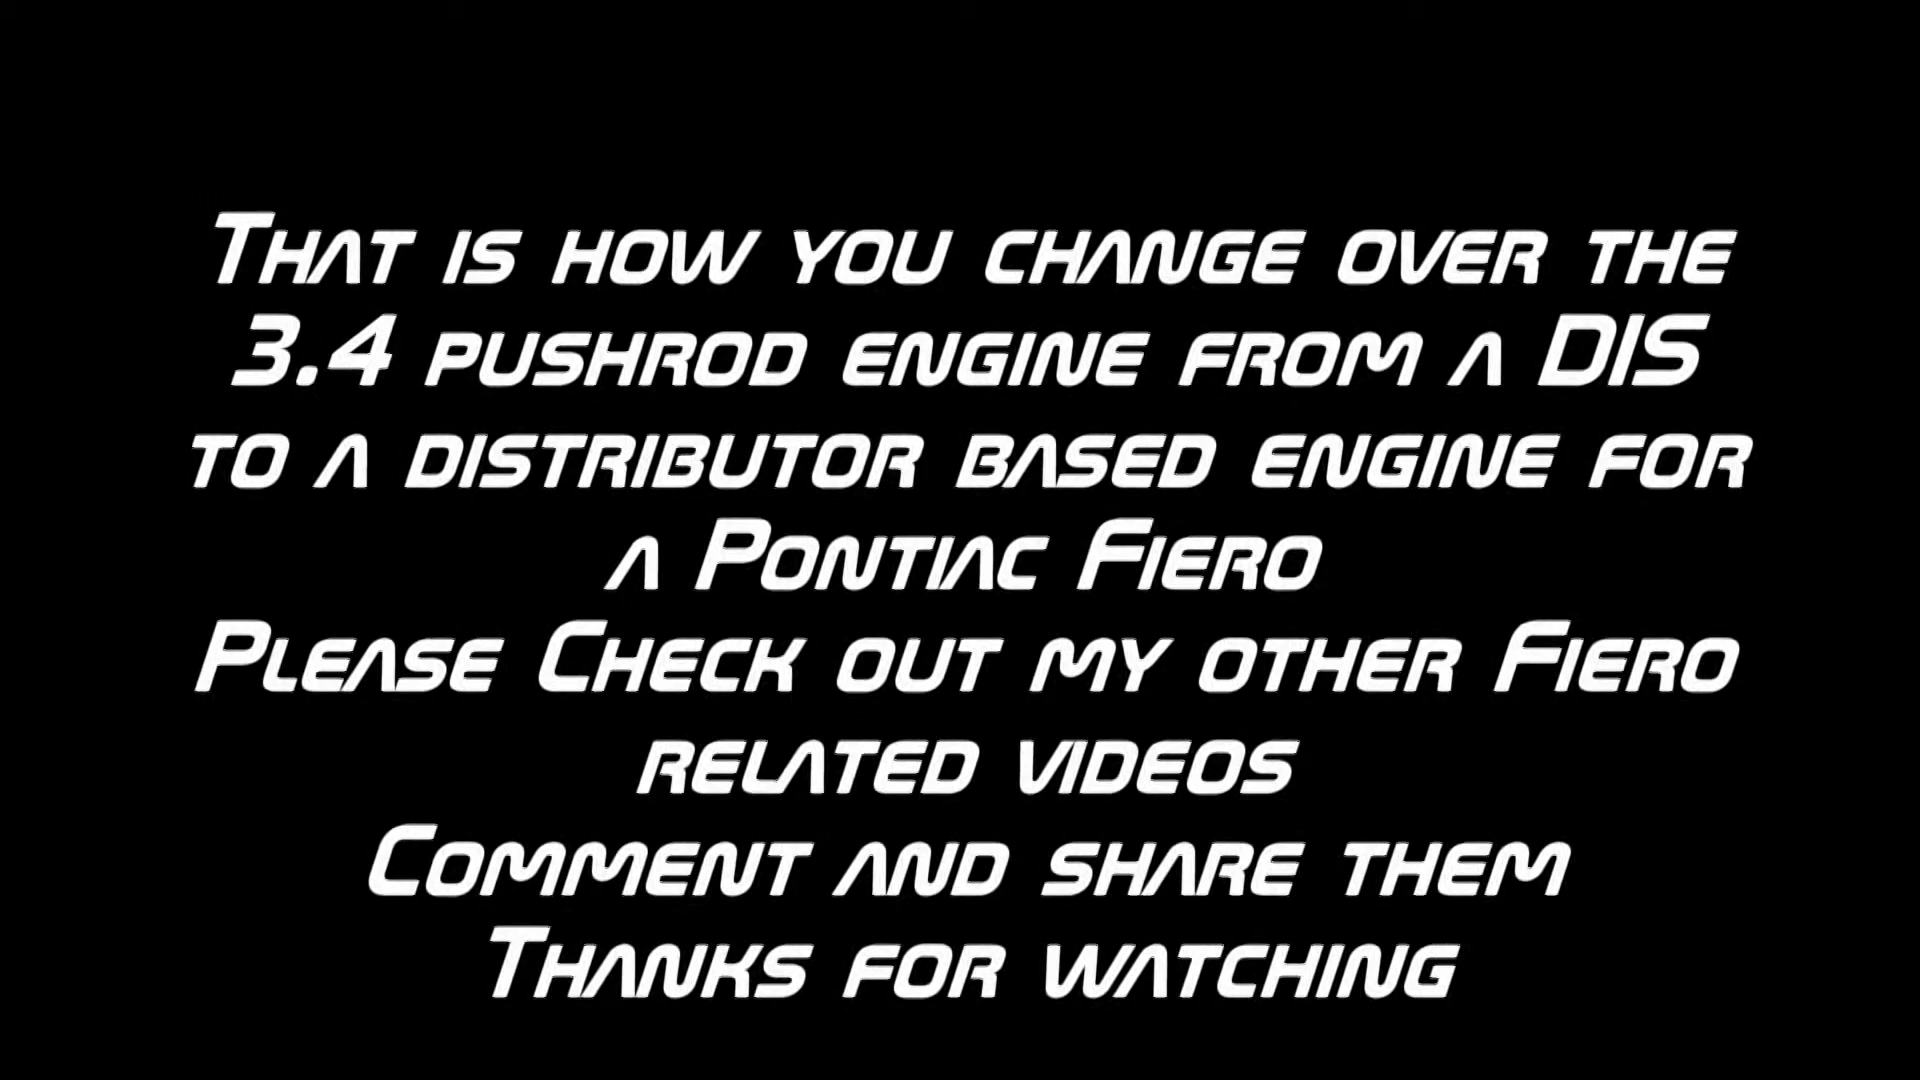 That is how you change over the
3.4 pushrod engine from a DIS
to a distributor based engine for
a Pontiac Fiero
Please Check out my other Fiero
related videos
Comment and share them
Thanks for watching